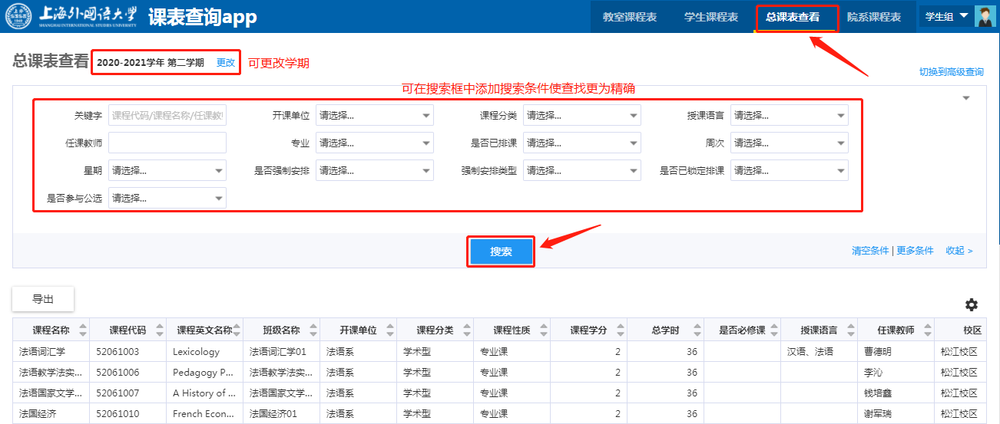 上海外国语大学 课表查询app 教室课程表 学生课程表 总课表查看 院系课程表 学生组
SHANGHAI INTERNATIONAL STUDIES UNIVERSITY
总课表查看 2020-2021学年 第二学期 更改 可更改学期
切换到高级查询
可在搜索框中添加搜索条件使查找更为精确
关键字 课程代码/课程名称/任课教 开课单位 请选择... 课程分类 请选择... 授课语言 请选择...
任课教师 专业 请选择... 是否已排课 请选择... 周次 请选择...
星期 请选择... 是否强制安排 请选择... 强制安排类型 请选择... 是否已锁定排课 请选择...
是否参与公选 请选择...
搜索 清空条件 | 更多条件 收起 >
导出
课程名称 课程代码 课程英文名称 班级名称 开课单位 课程分类 课程性质 课程学分 总学时 是否必修课 授课语言 任课教师 校区
法语词汇学 52061003 Lexicology 法语词汇学01 法语系 学术型 专业课 2 36 汉语、法语 曹德明 松江校区
法语教学法实... 52061006 Pedagogy P... 法语教学法实... 法语系 学术型 专业课 2 36 李沁 松江校区
法语国家文学... 52061007 A History of ... 法语国家文学... 法语系 学术型 专业课 2 36 钱培鑫 松江校区
法国经济 52061010 French Econ... 法国经济01 法语系 学术型 专业课 2 36 谢军瑞 松江校区